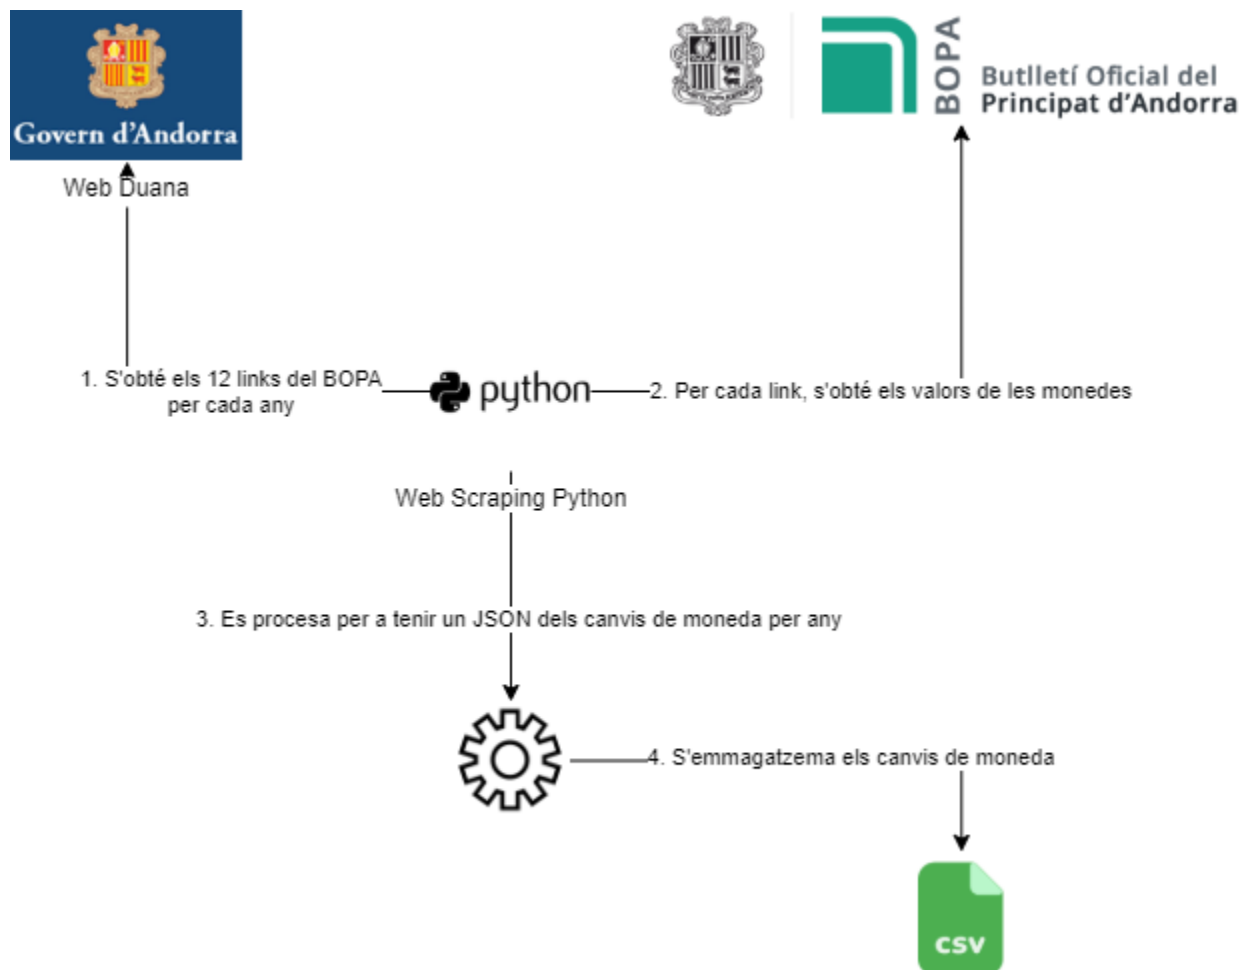 Govern d'Andorra
BOPA
Butlletí Oficial del
Principat d'Andorra
Web Duana
1. S'obté els 12 links del BOPA
per cada any
python
2. Per cada link, s'obté els valors de les monedes
Web Scraping Python
3. Es procesa per a tenir un JSON dels canvis de moneda per any
4. S'emmagatzema els canvis de moneda
csv